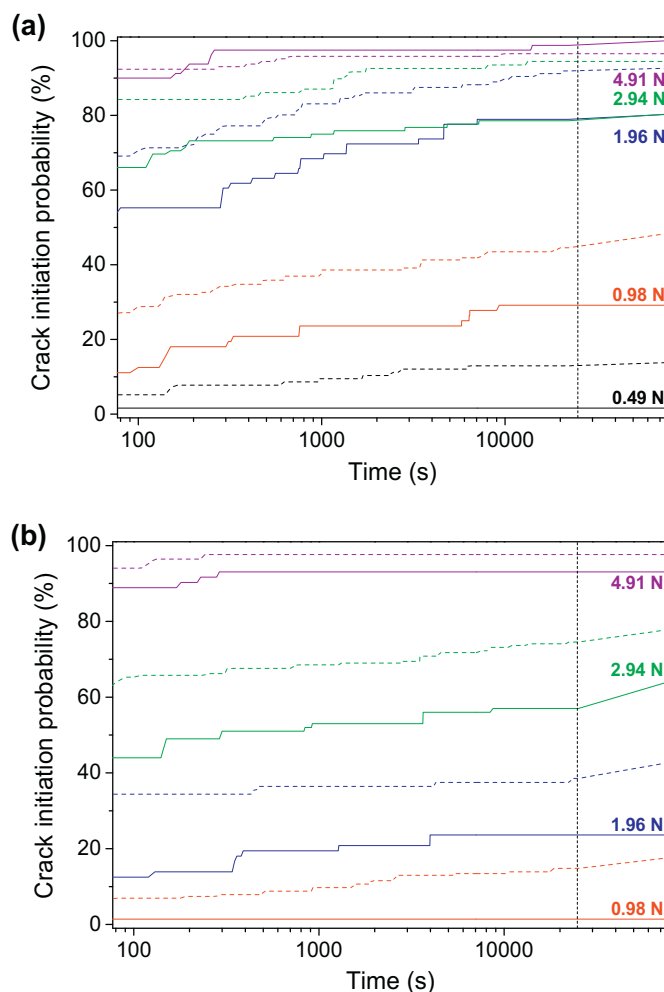 (a)
100
80
60
40
20
0
Crack initiation probability (%)
4.91 N
2.94 N
1.96 N
0.98 N
0.49 N
100
1000
10000
Time (s)
(b)
100
80
60
40
20
0
Crack initiation probability (%)
4.91 N
2.94 N
1.96 N
0.98 N
100
1000
10000
Time (s)